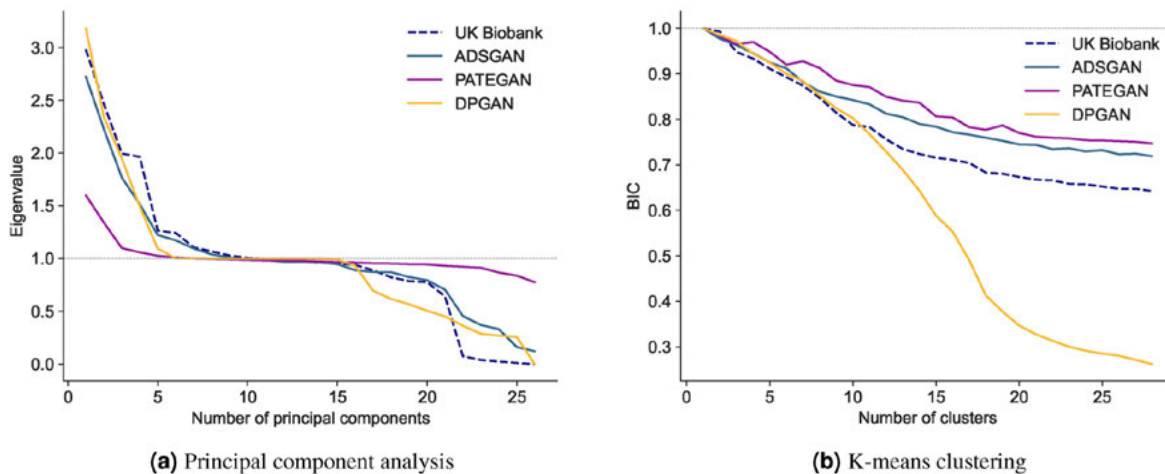 3.0
2.5
2.0
1.5
1.0
0.5
0.0
Eigenvalue
UK Biobank
ADSGAN
PATEGAN
DPGAN
0 5 10 15 20 25
Number of principal components
(a) Principal component analysis
1.0
0.9
0.8
0.7
0.6
0.5
0.4
0.3
BIC
UK Biobank
ADSGAN
PATEGAN
DPGAN
0 5 10 15 20 25
Number of clusters
(b) K-means clustering